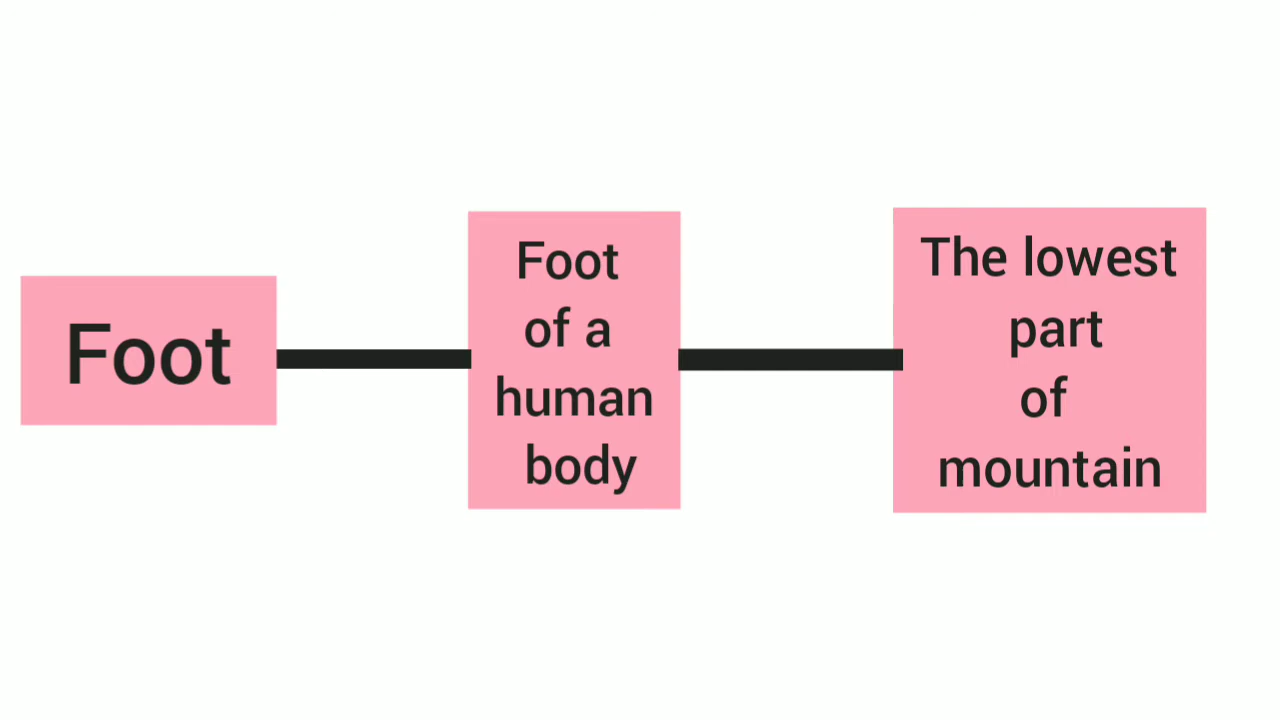 Foot
Foot
of a
human
body
The lowest
part
of
mountain